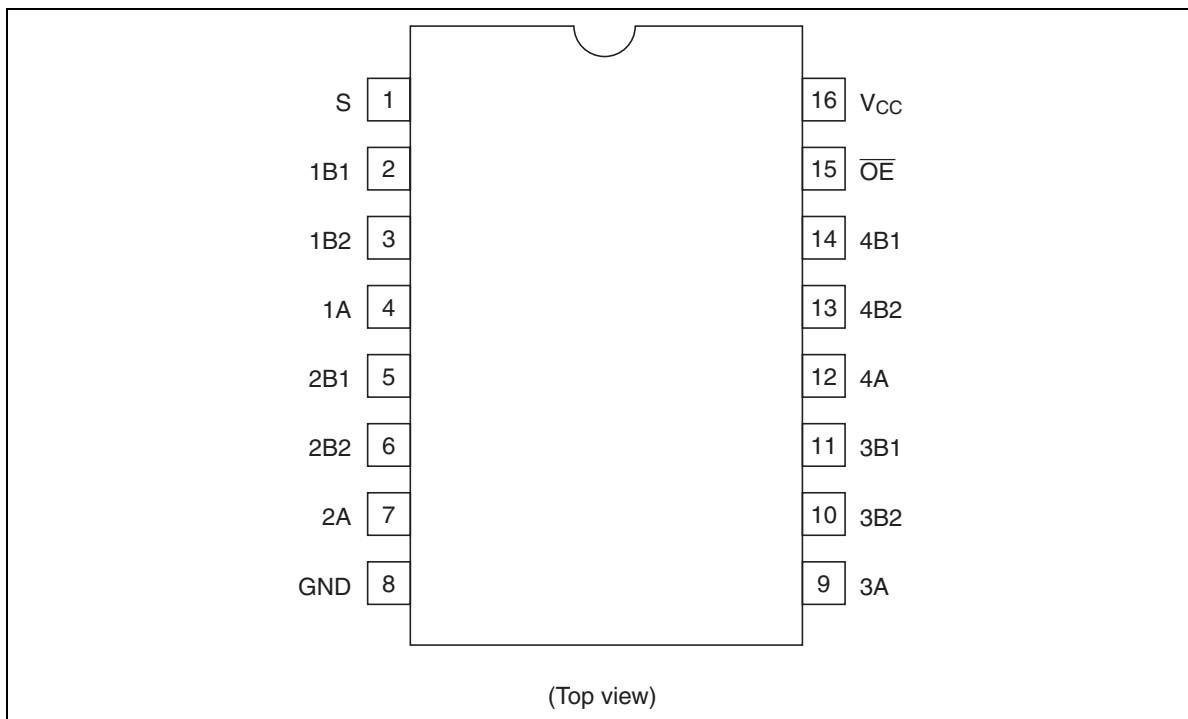 S 1 16 VCC
1B1 2 15 O̅E̅
1B2 3 14 4B1
1A 4 13 4B2
2B1 5 12 4A
2B2 6 11 3B1
2A 7 10 3B2
GND 8 9 3A
(Top view)